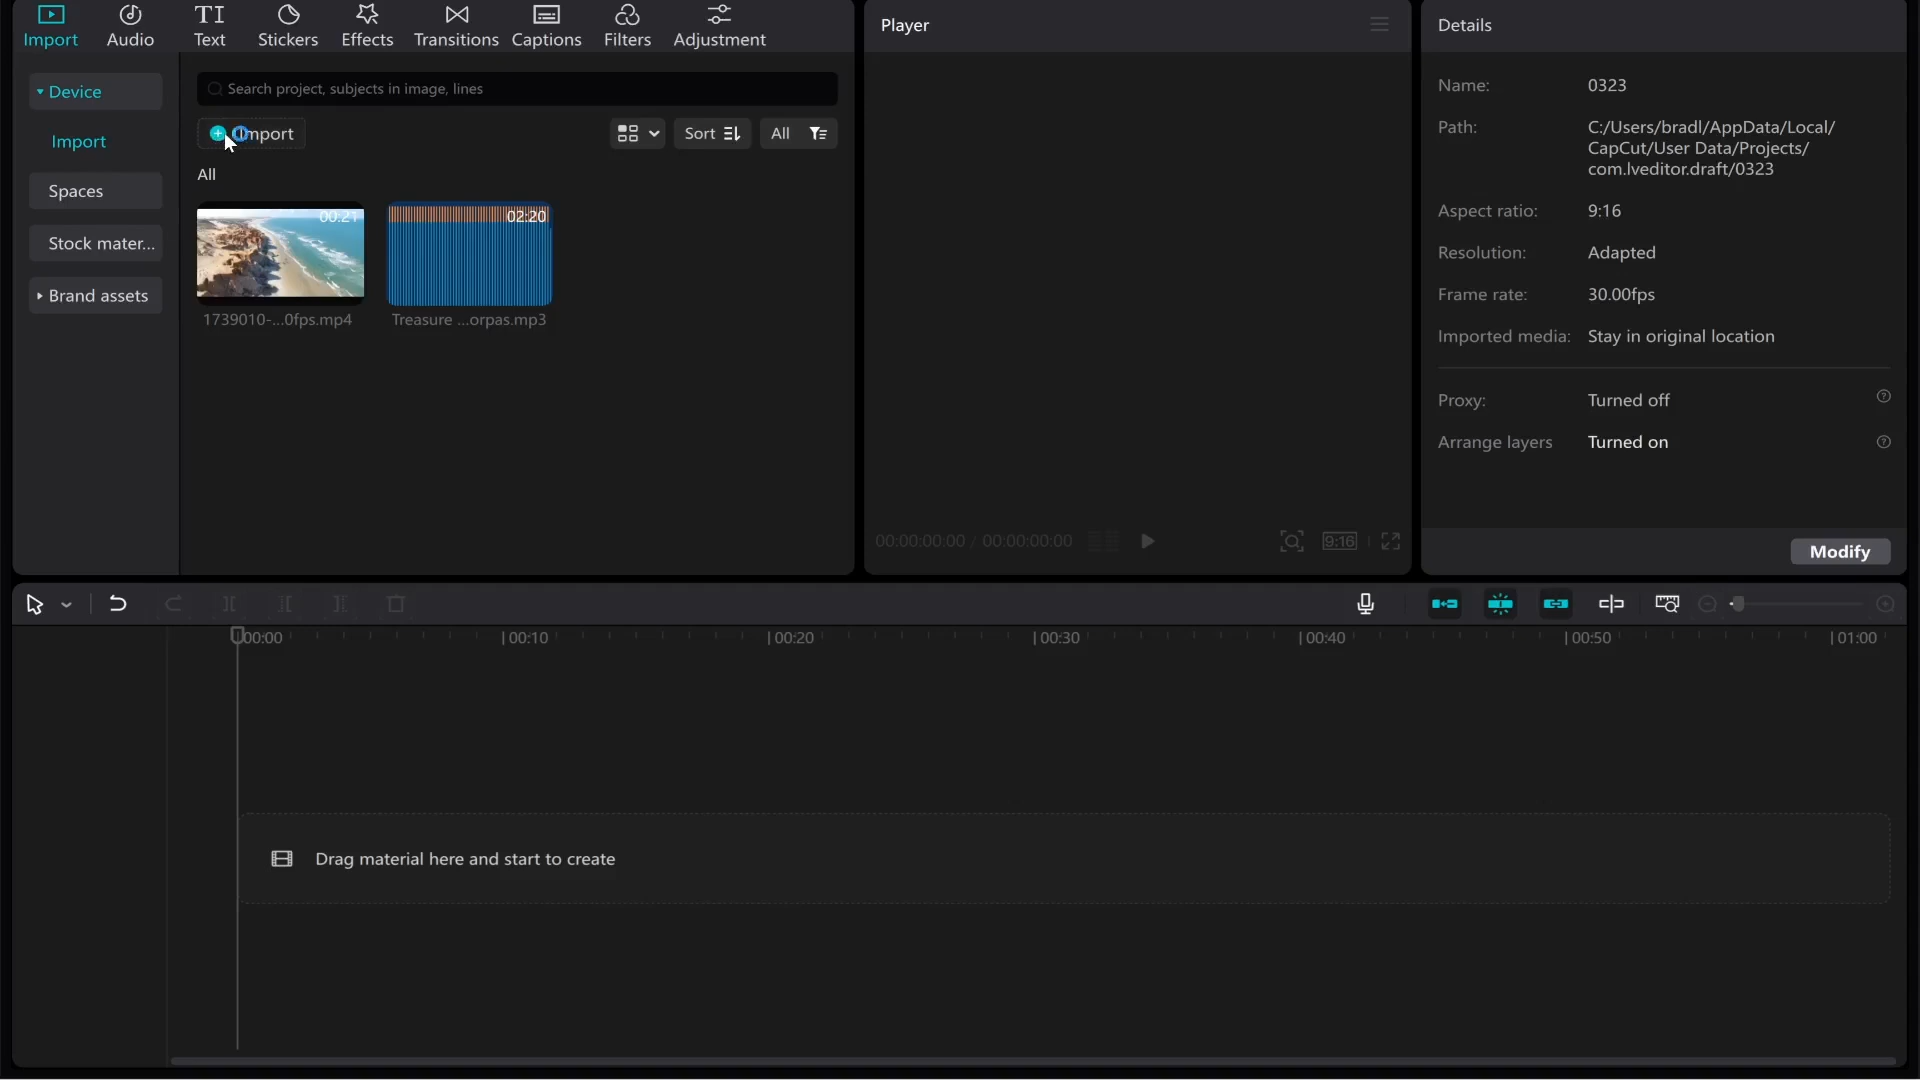 Import
Audio
Text
Stickers
Effects
Transitions
Captions
Filters
Adjustment
Device
Import
Spaces
Stock mater...
Brand assets
Search project, subjects in image, lines
Import
Sort
All
All
00:21
02:20
1739010-...0fps.mp4
Treasure ...orpas.mp3
Player
00:00:00:00 / 00:00:00:00
9:16
Details
Name: 0323
Path: C:/Users/bradl/AppData/Local/
CapCut/User Data/Projects/
com.lveditor.draft/0323
Aspect ratio: 9:16
Resolution: Adapted
Frame rate: 30.00fps
Imported media: Stay in original location
Proxy: Turned off
Arrange layers Turned on
Modify
00:00 |00:10 |00:20 |00:30 |00:40 |00:50 |01:00
Drag material here and start to create